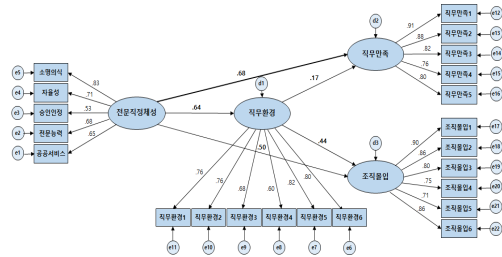 e12
d2
직무만족1
.91
e13
.88
직무만족2
.82
직무만족3
e14
직무만족
.76
직무만족4
e15
.80
직무만족5
e16
.68
.17
e5
소명의식
.83
d1
e4
자율성
.71
e3
승인인정
.53
전문직정체성
.64
직무환경
e2
전문능력
.68
e1
공공서비스
.65
d3
조직몰입1
e17
.90
조직몰입2
e18
.86
.44
조직몰입3
e19
.80
.50
조직몰입
.75
조직몰입4
e20
.71
조직몰입5
e21
.86
조직몰입6
e22
.76
.76
.68
.60
.82
.80
직무환경1
직무환경2
직무환경3
직무환경4
직무환경5
직무환경6
e11
e10
e9
e8
e7
e6